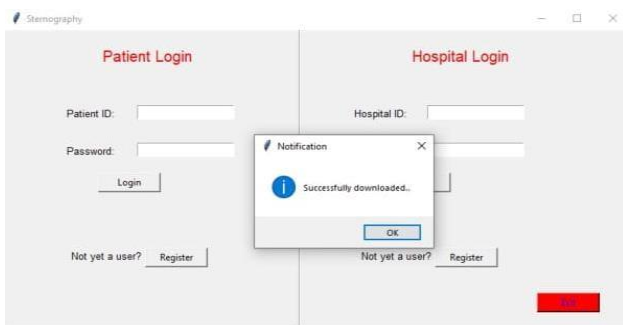 Sternography
Patient Login
Hospital Login
Patient ID:
Hospital ID:
Password:
Notification
Successfully downloaded..
Login
OK
Not yet a user? Register
Not yet a user? Register